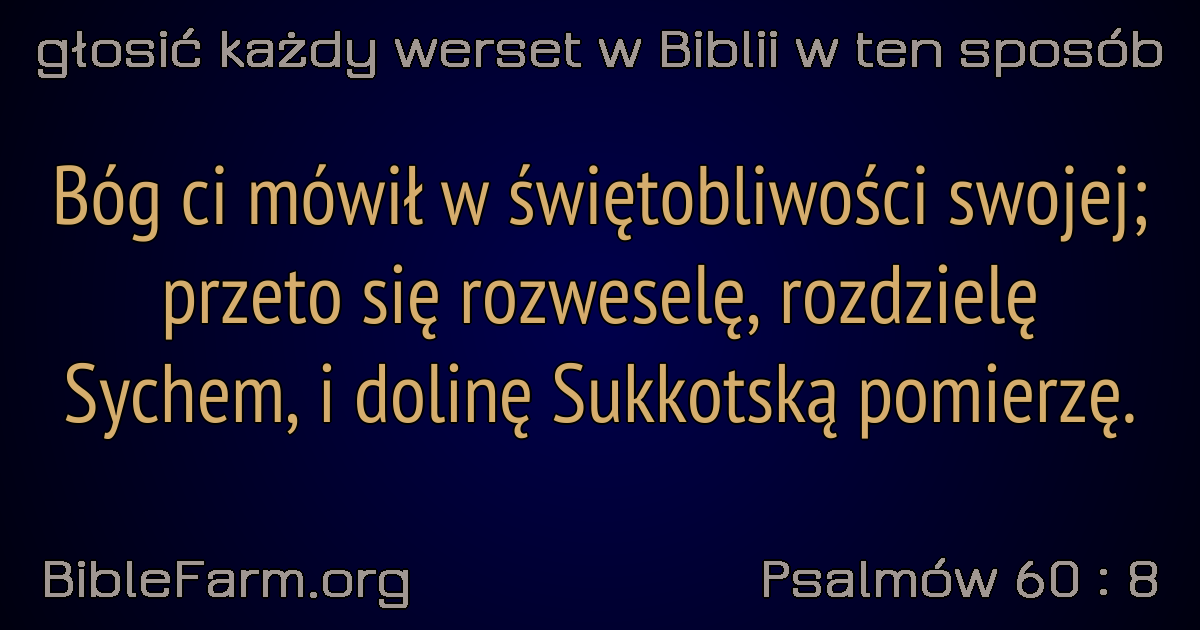 głosić każdy werset w Biblii w ten sposób
Bóg ci mówił w świętobliwości swojej;
przeto się rozweselę, rozdzielę
Sychem, i dolinę Sukkotską pomierzę.
BibleFarm.org
Psalmów 60 : 8